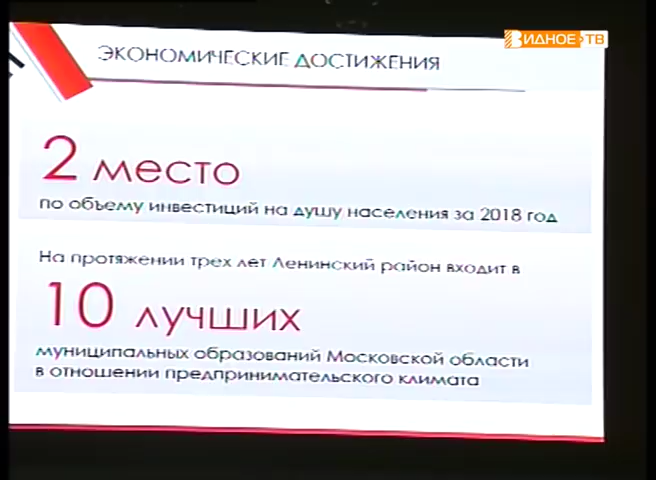 ВИДНОЕ-ТВ
ЭКОНОМИЧЕСКИЕ ДОСТИЖЕНИЯ
2 место
по объему инвестиций на душу населения за 2018 год
На протяжении трех лет Ленинский район входит в
10 лучших
муниципальных образований Московской области
в отношении предпринимательского климата